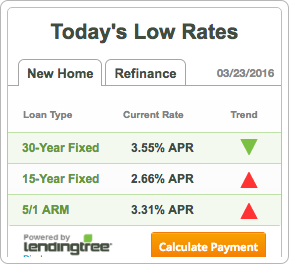 Today's Low Rates
New Home Refinance 03/23/2016
Loan Type Current Rate Trend
30-Year Fixed 3.55% APR
15-Year Fixed 2.66% APR
5/1 ARM 3.31% APR
Powered by
lendingtree
Calculate Payment